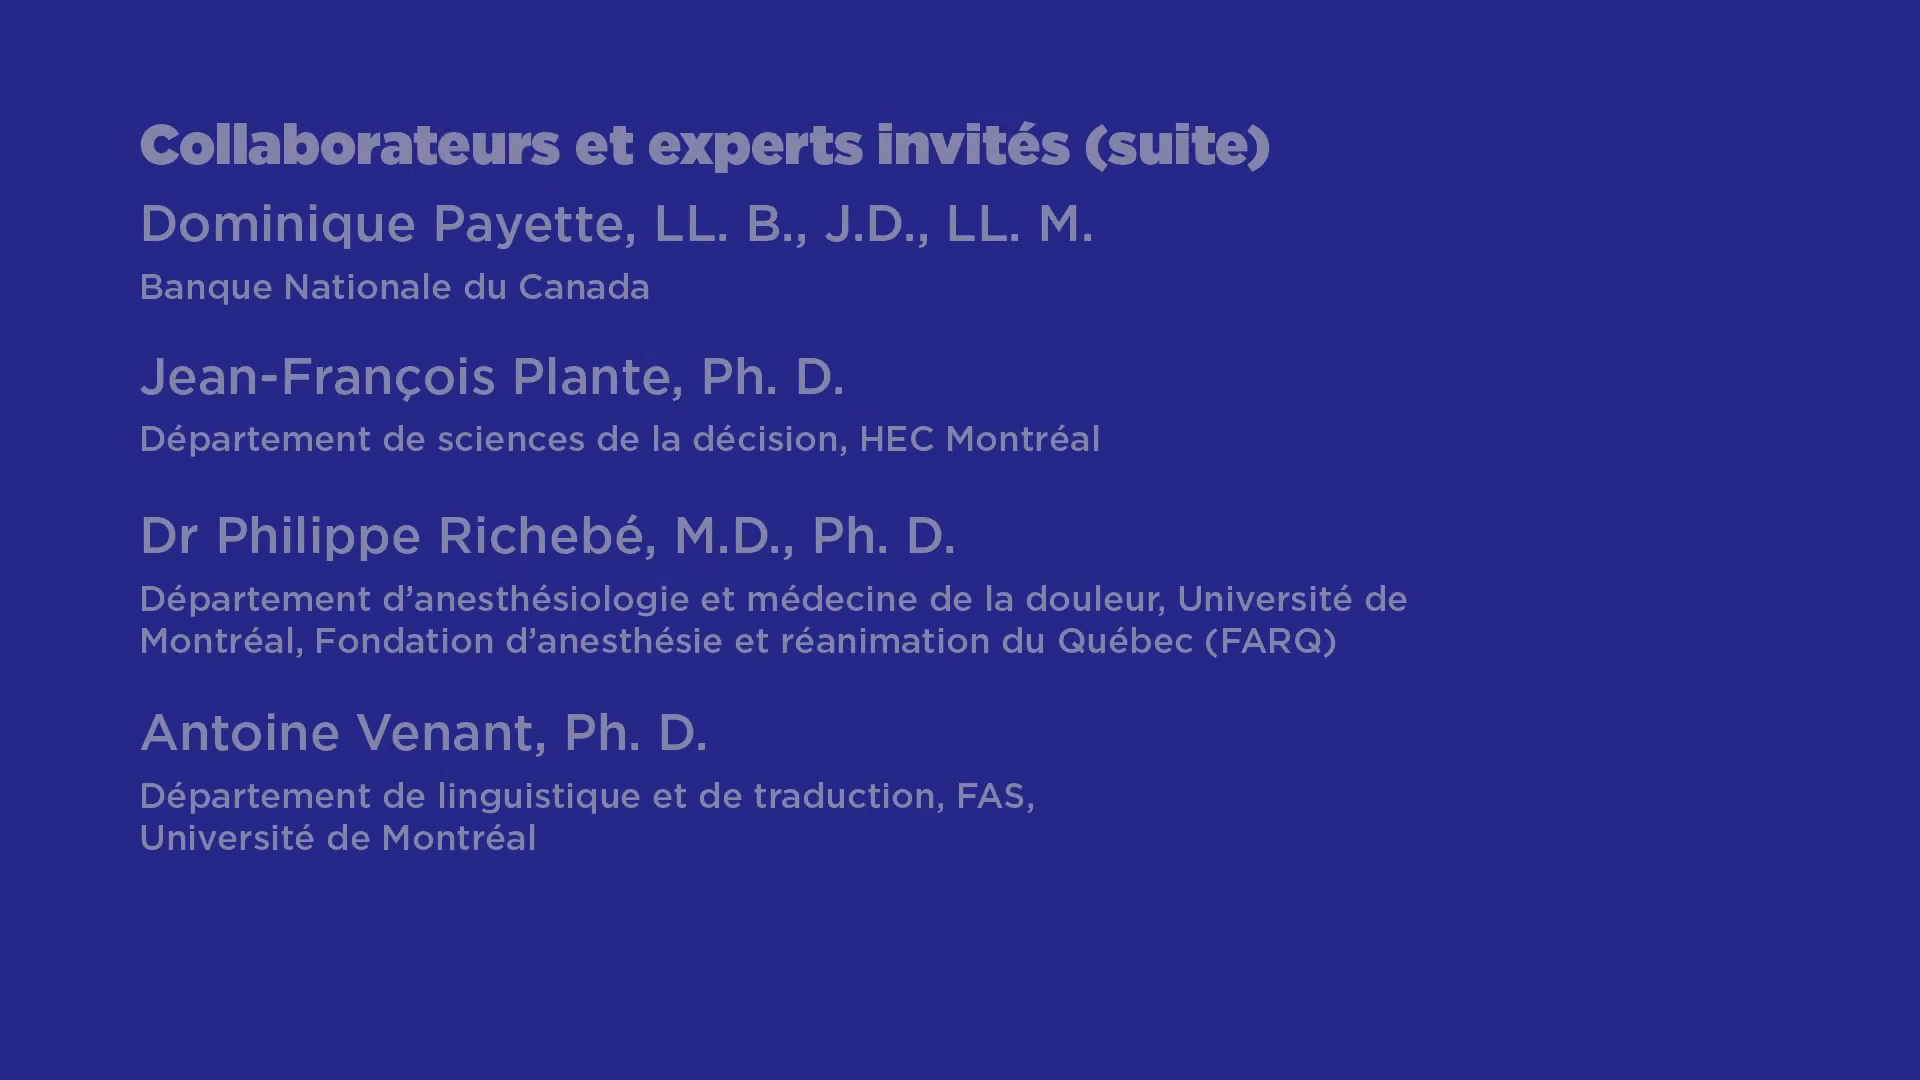 Collaborateurs et experts invités (suite)
Dominique Payette, LL. B., J.D., LL. M.
Banque Nationale du Canada
Jean-François Plante, Ph. D.
Département de sciences de la décision, HEC Montréal
Dr Philippe Richebé, M.D., Ph. D.
Département d’anesthésiologie et médecine de la douleur, Université de
Montréal, Fondation d’anesthésie et réanimation du Québec (FARQ)
Antoine Venant, Ph. D.
Département de linguistique et de traduction, FAS,
Université de Montréal